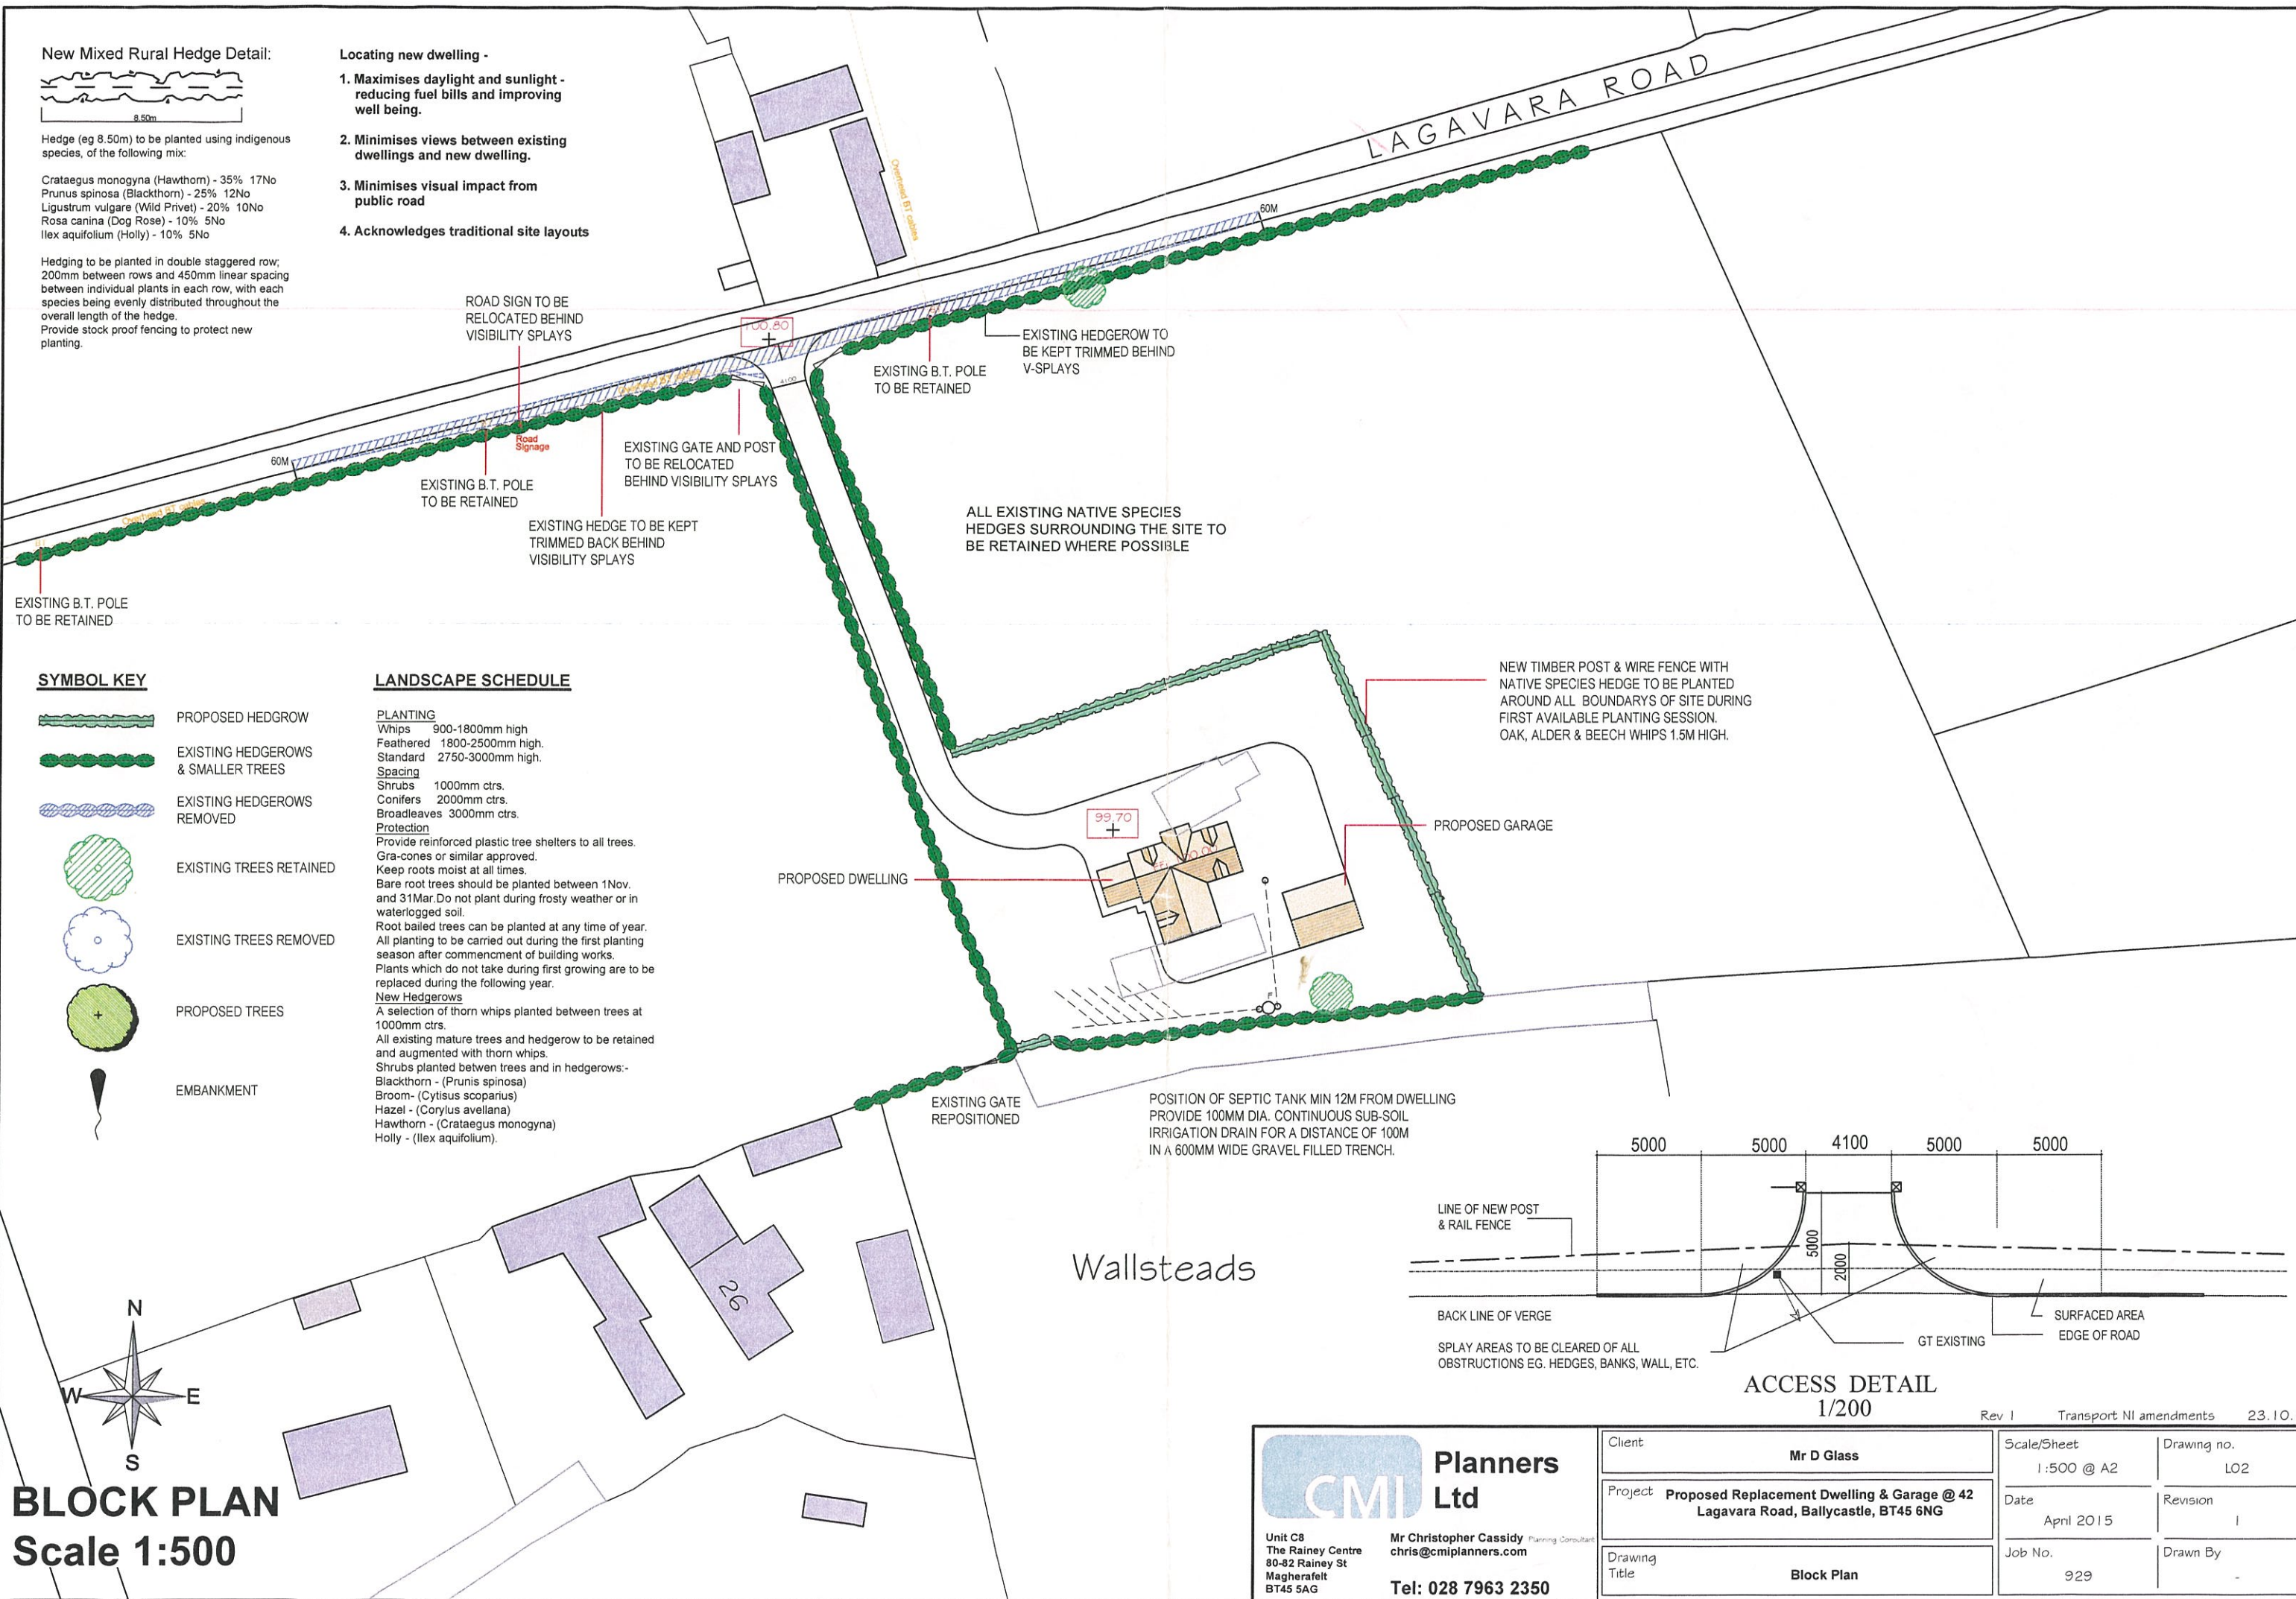 New Mixed Rural Hedge Detail:
8.50m
Hedge (eg 8.50m) to be planted using indigenous
species, of the following mix:
Crataegus monogyna (Hawthorn) - 35% 17No
Prunus spinosa (Blackthorn) - 25% 12No
Ligustrum vulgare (Wild Privet) - 20% 10No
Rosa canina (Dog Rose) - 10% 5No
Ilex aquifolium (Holly) - 10% 5No
Hedging to be planted in double staggered row;
200mm between rows and 450mm linear spacing
between individual plants in each row, with each
species being evenly distributed throughout the
overall length of the hedge.
Provide stock proof fencing to protect new
planting.
Locating new dwelling -
1. Maximises daylight and sunlight -
reducing fuel bills and improving
well being.
2. Minimises views between existing
dwellings and new dwelling.
3. Minimises visual impact from
public road
4. Acknowledges traditional site layouts
LAGAVARA ROAD
Overhead BT cables
60M
ROAD SIGN TO BE
RELOCATED BEHIND
VISIBILITY SPLAYS
100.80
4100
EXISTING HEDGEROW TO
BE KEPT TRIMMED BEHIND
V-SPLAYS
EXISTING B.T. POLE
TO BE RETAINED
Overhead BT cables
Road
Signage
60M
EXISTING GATE AND POST
TO BE RELOCATED
BEHIND VISIBILITY SPLAYS
EXISTING B.T. POLE
TO BE RETAINED
Overhead BT cables
EXISTING HEDGE TO BE KEPT
TRIMMED BACK BEHIND
VISIBILITY SPLAYS
EXISTING B.T. POLE
TO BE RETAINED
ALL EXISTING NATIVE SPECIES
HEDGES SURROUNDING THE SITE TO
BE RETAINED WHERE POSSIBLE
SYMBOL KEY
PROPOSED HEDGROW
EXISTING HEDGEROWS
& SMALLER TREES
EXISTING HEDGEROWS
REMOVED
EXISTING TREES RETAINED
EXISTING TREES REMOVED
PROPOSED TREES
EMBANKMENT
LANDSCAPE SCHEDULE
PLANTING
Whips 900-1800mm high
Feathered 1800-2500mm high.
Standard 2750-3000mm high.
Spacing
Shrubs 1000mm ctrs.
Conifers 2000mm ctrs.
Broadleaves 3000mm ctrs.
Protection
Provide reinforced plastic tree shelters to all trees.
Gra-cones or similar approved.
Keep roots moist at all times.
Bare root trees should be planted between 1Nov.
and 31Mar.Do not plant during frosty weather or in
waterlogged soil.
Root bailed trees can be planted at any time of year.
All planting to be carried out during the first planting
season after commencment of building works.
Plants which do not take during first growing are to be
replaced during the following year.
New Hedgerows
A selection of thorn whips planted between trees at
1000mm ctrs.
All existing mature trees and hedgerow to be retained
and augmented with thorn whips.
Shrubs planted betwen trees and in hedgerows:-
Blackthorn - (Prunis spinosa)
Broom- (Cytisus scoparius)
Hazel - (Corylus avellana)
Hawthorn - (Crataegus monogyna)
Holly - (Ilex aquifolium).
NEW TIMBER POST & WIRE FENCE WITH
NATIVE SPECIES HEDGE TO BE PLANTED
AROUND ALL BOUNDARYS OF SITE DURING
FIRST AVAILABLE PLANTING SESSION.
OAK, ALDER & BEECH WHIPS 1.5M HIGH.
99.70
PROPOSED GARAGE
PROPOSED DWELLING
EXISTING GATE
REPOSITIONED
POSITION OF SEPTIC TANK MIN 12M FROM DWELLING
PROVIDE 100MM DIA. CONTINUOUS SUB-SOIL
IRRIGATION DRAIN FOR A DISTANCE OF 100M
IN A 600MM WIDE GRAVEL FILLED TRENCH.
26
Wallsteads
5000 5000 4100 5000 5000
LINE OF NEW POST
& RAIL FENCE
5000
2000
BACK LINE OF VERGE
SPLAY AREAS TO BE CLEARED OF ALL
OBSTRUCTIONS EG. HEDGES, BANKS, WALL, ETC.
GT EXISTING
SURFACED AREA
EDGE OF ROAD
ACCESS DETAIL
1/200
N
W
E
S
BLOCK PLAN
Scale 1:500
Rev 1 Transport NI amendments 23.10.
CMI
Planners
Ltd
Unit C8
The Rainey Centre
80-82 Rainey St
Magherafelt
BT45 5AG
Mr Christopher Cassidy Planning Consultant
chris@cmiplanners.com
Tel: 028 7963 2350
Client
Mr D Glass
Project Proposed Replacement Dwelling & Garage @ 42
Lagavara Road, Ballycastle, BT45 6NG
Drawing
Title
Block Plan
Scale/Sheet
1:500 @ A2
Drawing no.
L02
Date
April 2015
Revision
1
Job No.
929
Drawn By
-